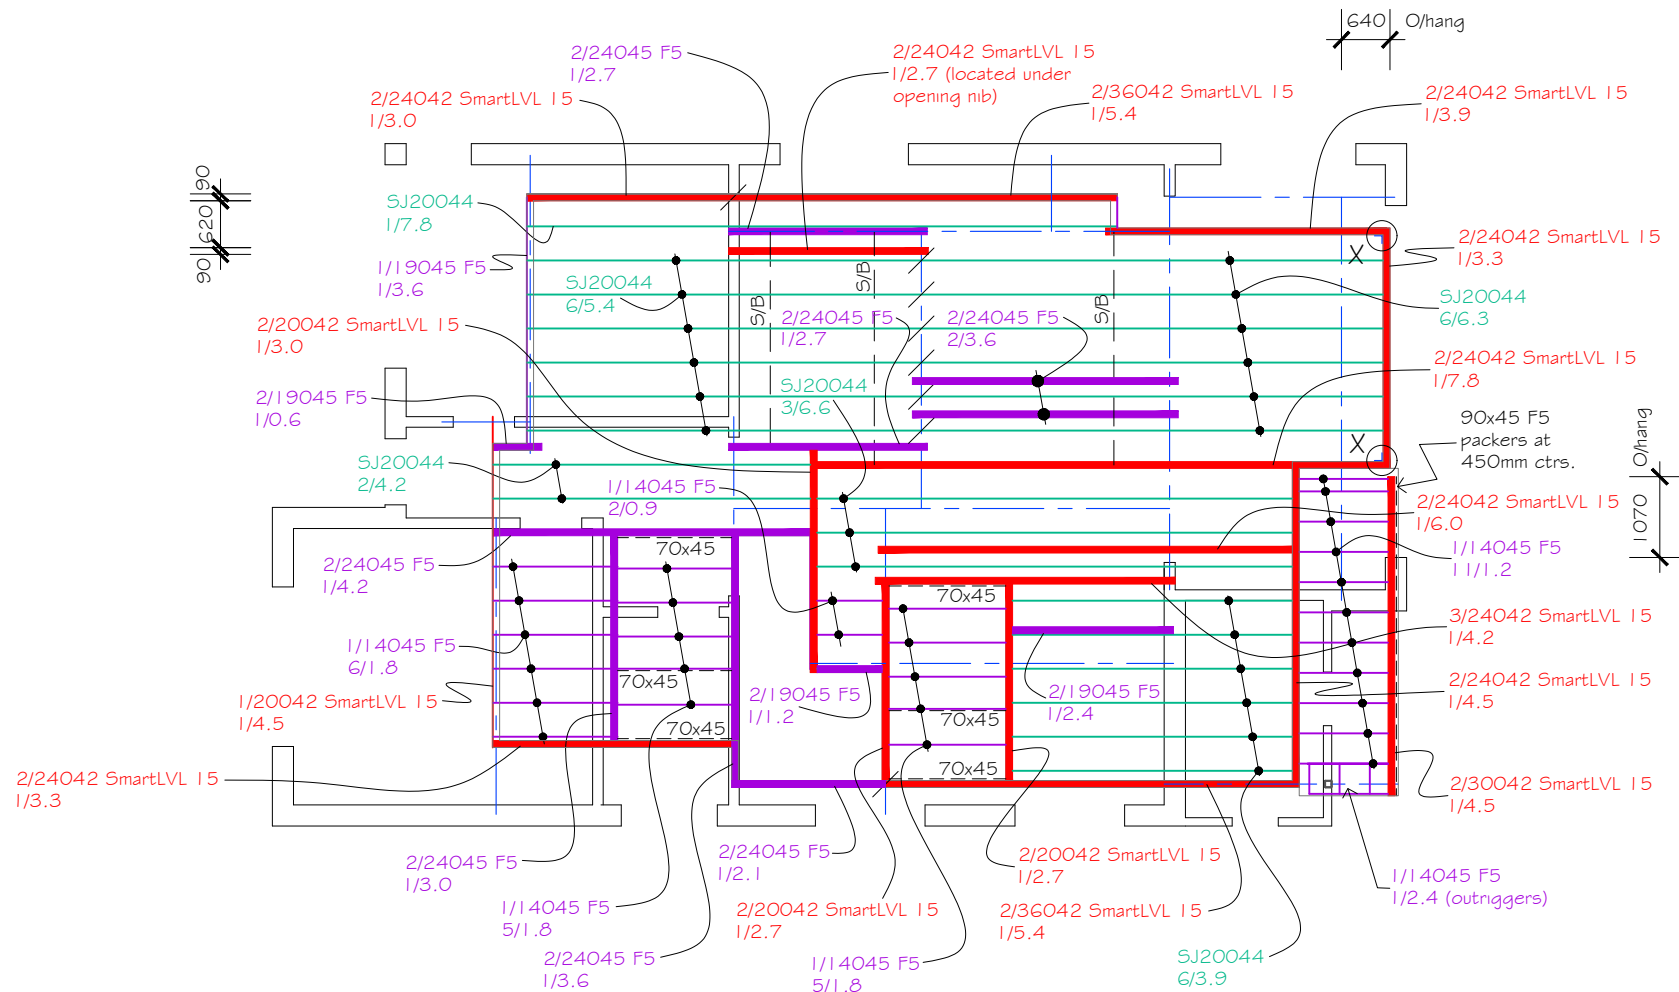 640 O/hang
2/24045 F5
1/2.7
2/24042 SmartLVL 15
1/2.7 (located under
opening nib)
2/24042 SmartLVL 15
1/3.0
2/36042 SmartLVL 15
1/5.4
2/24042 SmartLVL 15
1/3.9
90
620
90
SJ20044
1/7.8
1/19045 F5
1/3.6
SJ20044
6/5.4
S/B
S/B
S/B
X
2/24042 SmartLVL 15
1/3.3
SJ20044
6/6.3
2/20042 SmartLVL 15
1/3.0
2/24045 F5
1/2.7
2/24045 F5
2/3.6
2/24042 SmartLVL 15
1/7.8
2/19045 F5
1/0.6
SJ20044
3/6.6
X
90x45 F5
packers at
450mm ctrs.
O/hang
1070
SJ20044
2/4.2
1/14045 F5
2/0.9
2/24042 SmartLVL 15
1/6.0
2/24045 F5
1/4.2
70x45
1/14045 F5
11/1.2
70x45
1/14045 F5
6/1.8
3/24042 SmartLVL 15
1/4.2
70x45
1/20042 SmartLVL 15
1/4.5
2/19045 F5
1/1.2
2/19045 F5
1/2.4
2/24042 SmartLVL 15
1/4.5
70x45
70x45
70x45
2/24042 SmartLVL 15
1/3.3
2/30042 SmartLVL 15
1/4.5
2/24045 F5
1/3.0
2/24045 F5
1/2.1
2/20042 SmartLVL 15
1/2.7
1/14045 F5
1/2.4 (outriggers)
1/14045 F5
5/1.8
2/20042 SmartLVL 15
1/2.7
2/36042 SmartLVL 15
1/5.4
2/24045 F5
1/3.6
1/14045 F5
5/1.8
SJ20044
6/3.9